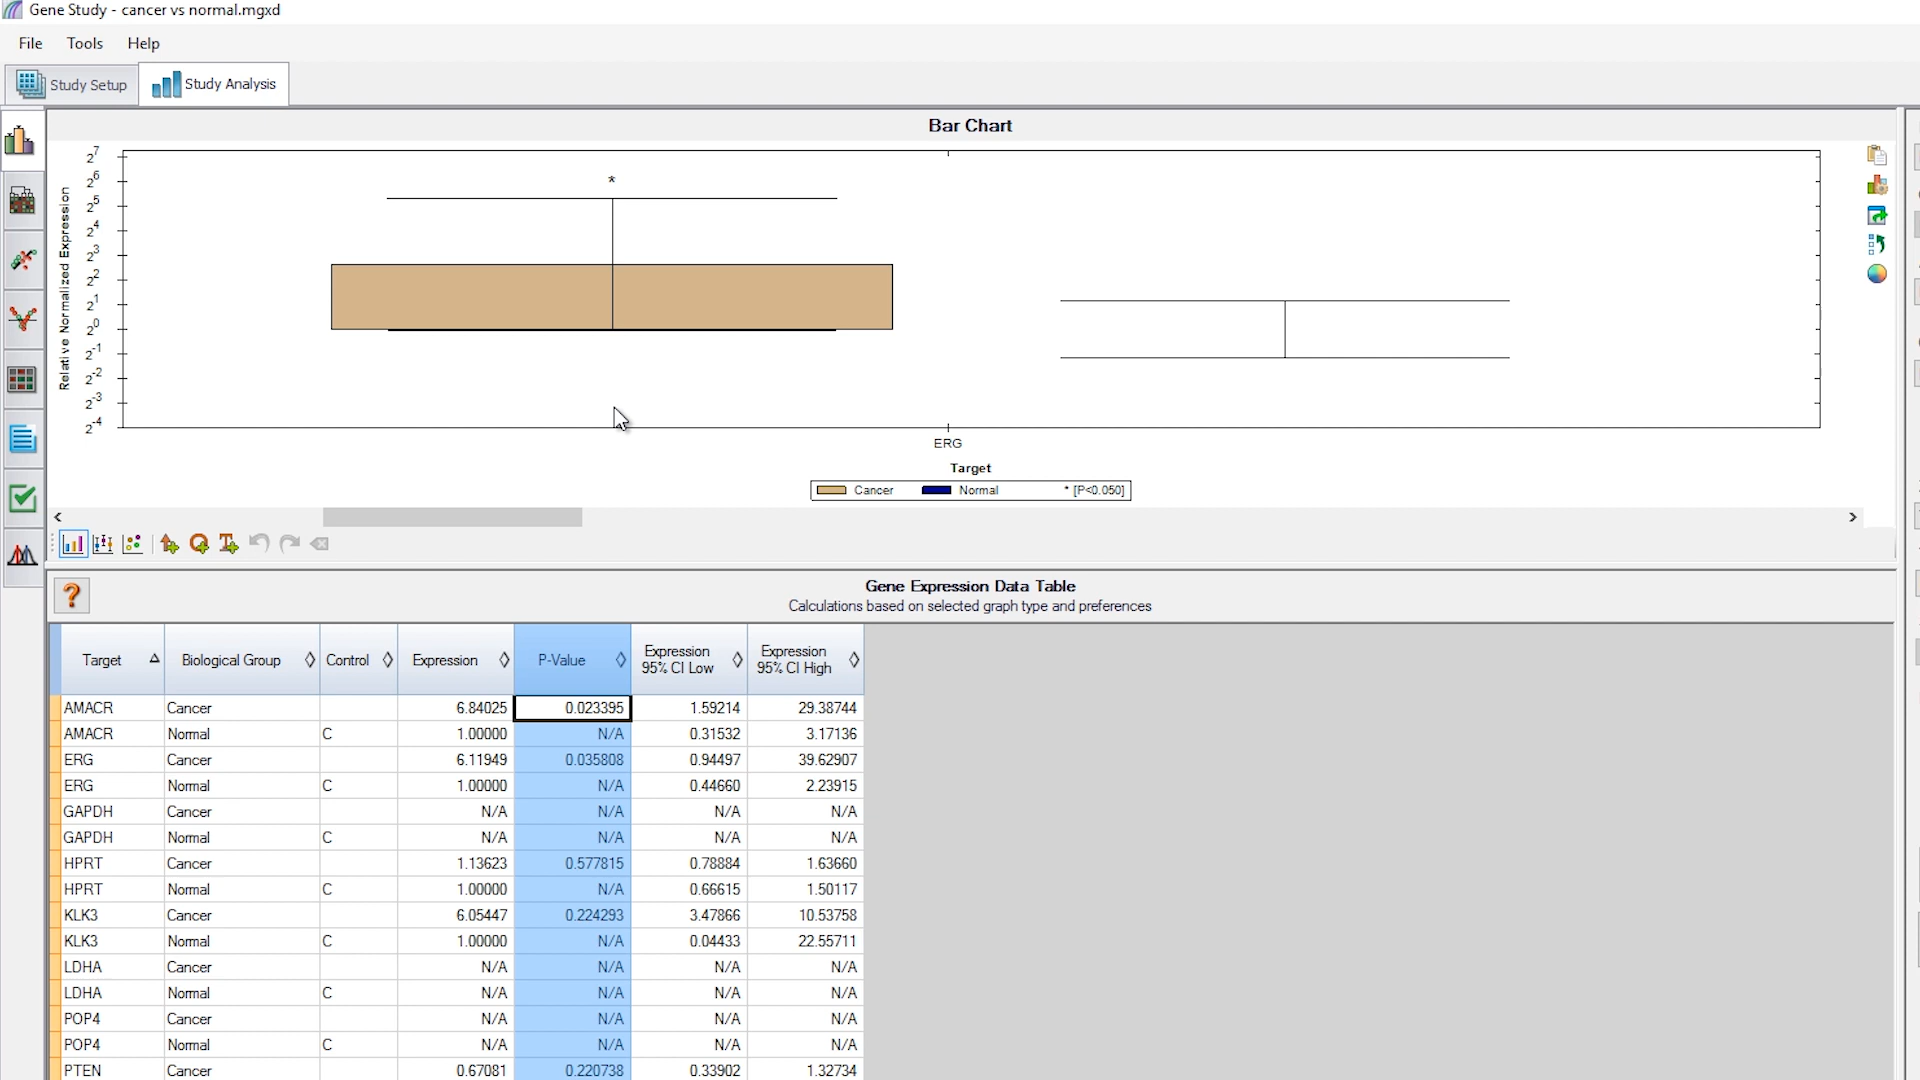 Gene Study - cancer vs normal.mgxd
File Tools Help
Study Setup Study Analysis
Bar Chart
Relative Normalized Expression
2^7
2^6
2^5
2^4
2^3
2^2
2^1
2^0
2^-1
2^-2
2^-3
2^-4
*
ERG
Target
Cancer Normal * [P<0.050]
Gene Expression Data Table
Calculations based on selected graph type and preferences
Target Biological Group Control Expression P-Value Expression 95% CI Low Expression 95% CI High
AMACR Cancer 6.84025 0.023395 1.59214 29.38744
AMACR Normal C 1.00000 N/A 0.31532 3.17136
ERG Cancer 6.11949 0.035808 0.94497 39.62907
ERG Normal C 1.00000 N/A 0.44660 2.23915
GAPDH Cancer N/A N/A N/A N/A
GAPDH Normal C N/A N/A N/A N/A
HPRT Cancer 1.13623 0.577815 0.78884 1.63660
HPRT Normal C 1.00000 N/A 0.66615 1.50117
KLK3 Cancer 6.05447 0.224293 3.47866 10.53758
KLK3 Normal C 1.00000 N/A 0.04433 22.55711
LDHA Cancer N/A N/A N/A N/A
LDHA Normal C N/A N/A N/A N/A
POP4 Cancer N/A N/A N/A N/A
POP4 Normal C N/A N/A N/A N/A
PTEN Cancer 0.67081 0.220738 0.33902 1.32734